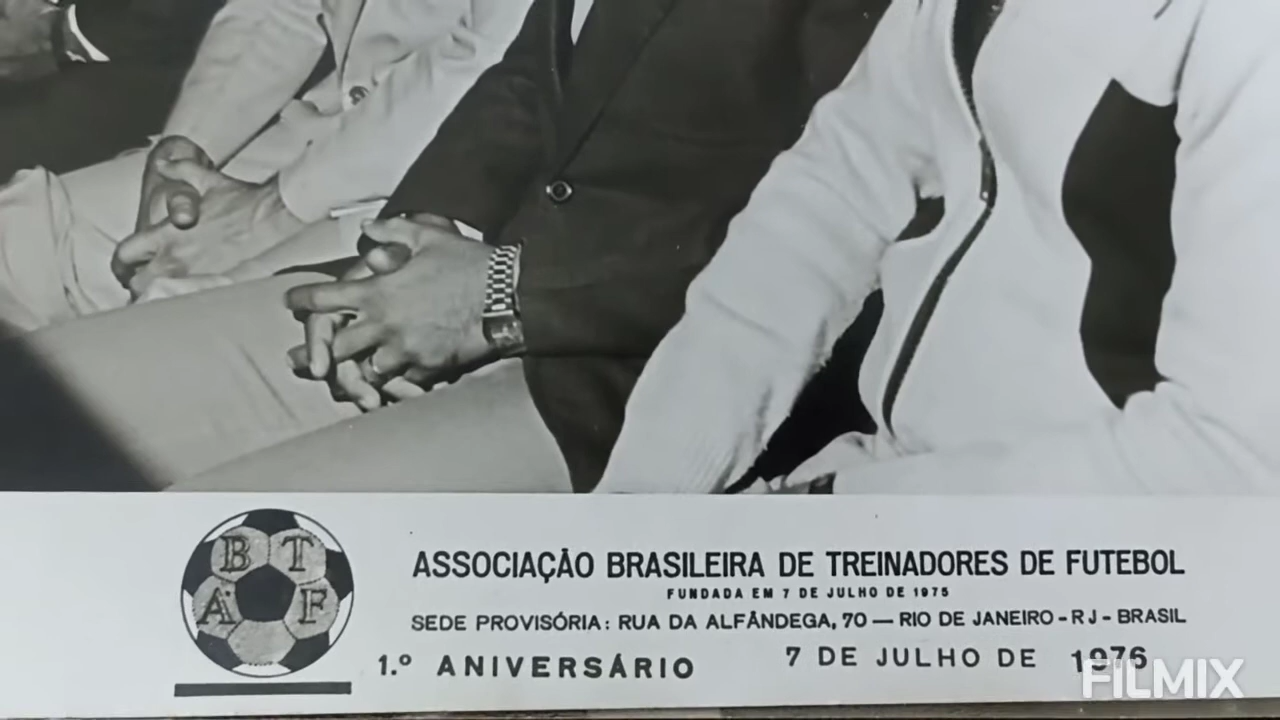 B T
A F
ASSOCIAÇÃO BRASILEIRA DE TREINADORES DE FUTEBOL
FUNDADA EM 7 DE JULHO DE 1975
SEDE PROVISÓRIA: RUA DA ALFÂNDEGA, 70 — RIO DE JANEIRO - RJ - BRASIL
1.º ANIVERSÁRIO 7 DE JULHO DE 1976
FILMIX